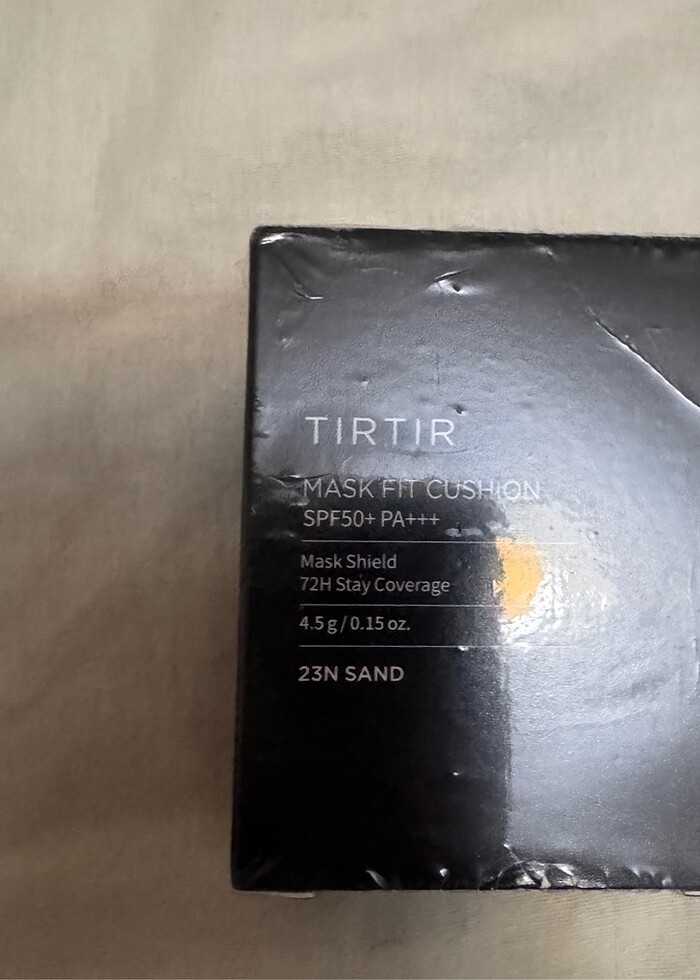 TIRTIR
MASK FIT CUSHION
SPF50+ PA+++
Mask Shield
72H Stay Coverage
4.5 g / 0.15 oz.
23N SAND